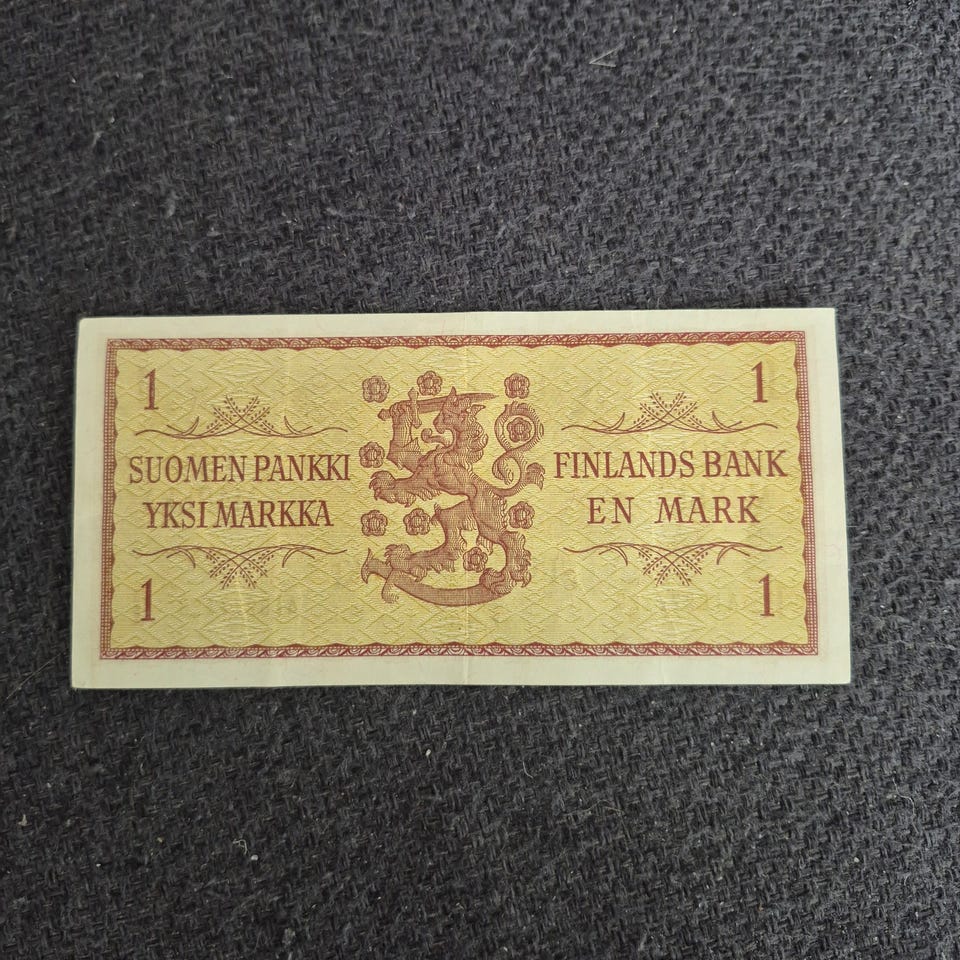 1
1
SUOMEN PANKKI
FINLANDS BANK
YKSI MARKKA
EN MARK
1
1